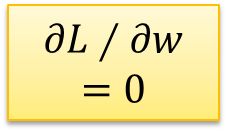 ∂L / ∂w
= 0